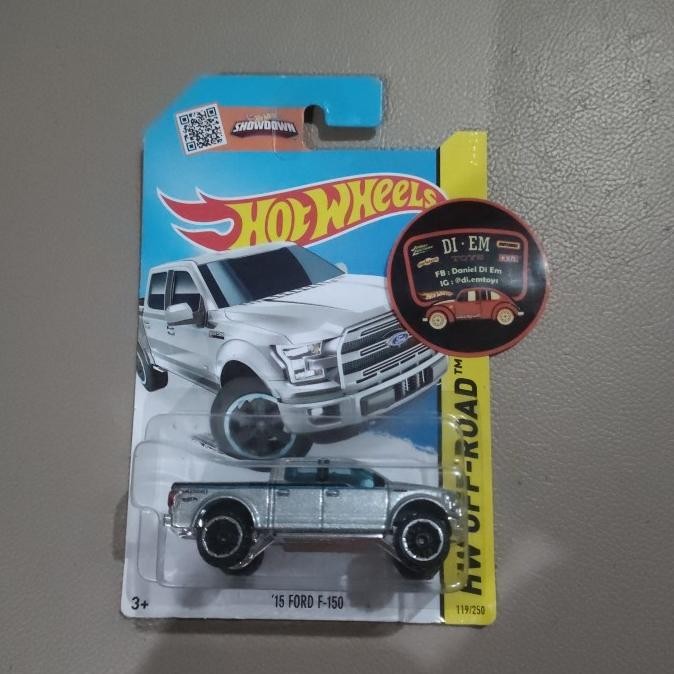 SHOWDOWN
HOT WHEELS
DI·EM
TOYS
FB : Daniel Di Em
IG : @di.emtoys
Ford
HW OFF-ROAD™
3+
'15 FORD F-150
119/250